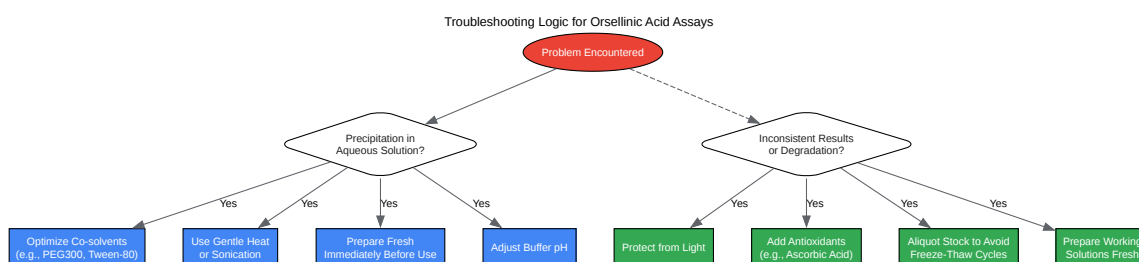 Troubleshooting Logic for Orsellinic Acid Assays
Problem Encountered
Precipitation in
Aqueous Solution?
Inconsistent Results
or Degradation?
Yes
Yes
Yes
Yes
Yes
Yes
Yes
Yes
Optimize Co-solvents
(e.g., PEG300, Tween-80)
Use Gentle Heat
or Sonication
Prepare Fresh
Immediately Before Use
Adjust Buffer pH
Protect from Light
Add Antioxidants
(e.g., Ascorbic Acid)
Aliquot Stock to Avoid
Freeze-Thaw Cycles
Prepare Working
Solutions Fresh